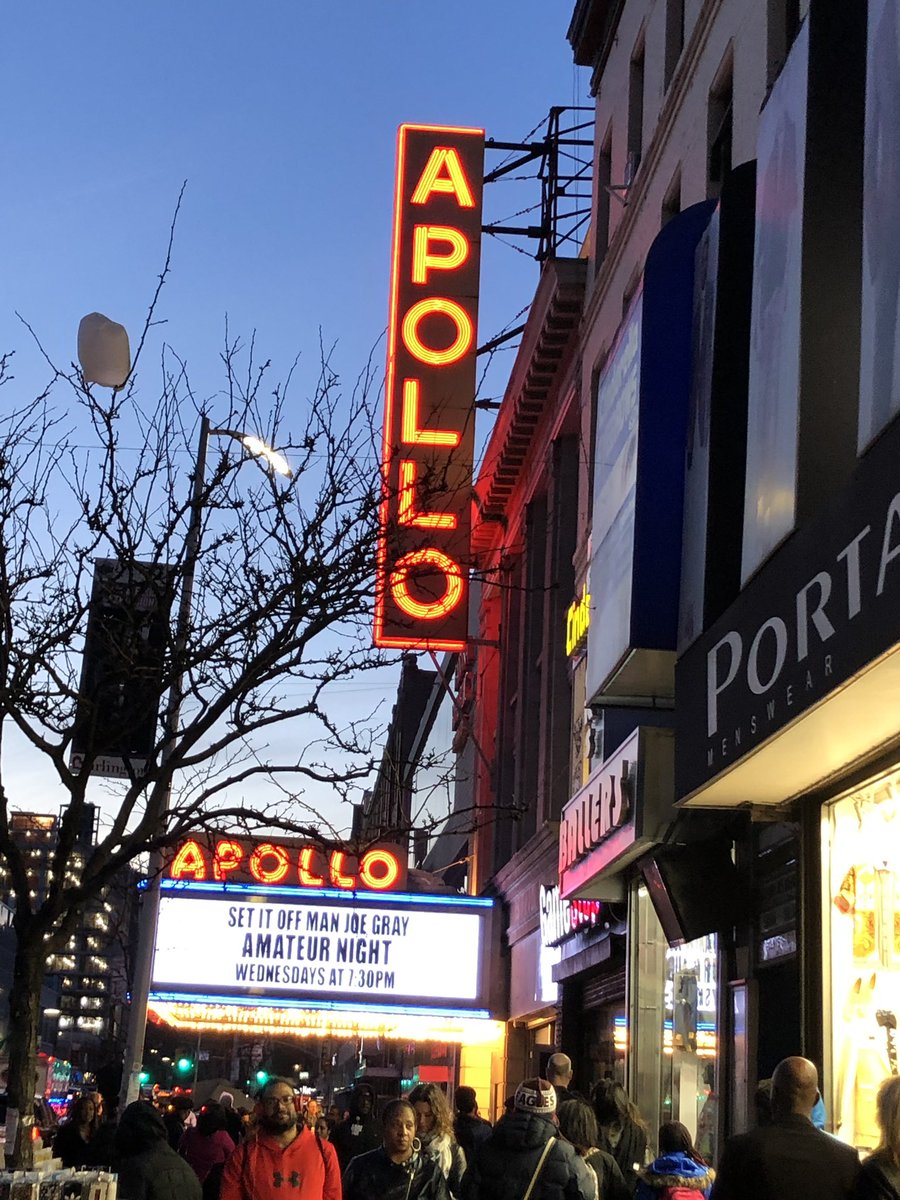 APOLLO
PORTA
MENSWEAR
APOLLO
SET IT OFF MAN JOE GRAY
AMATEUR NIGHT
WEDNESDAYS AT 7:30PM